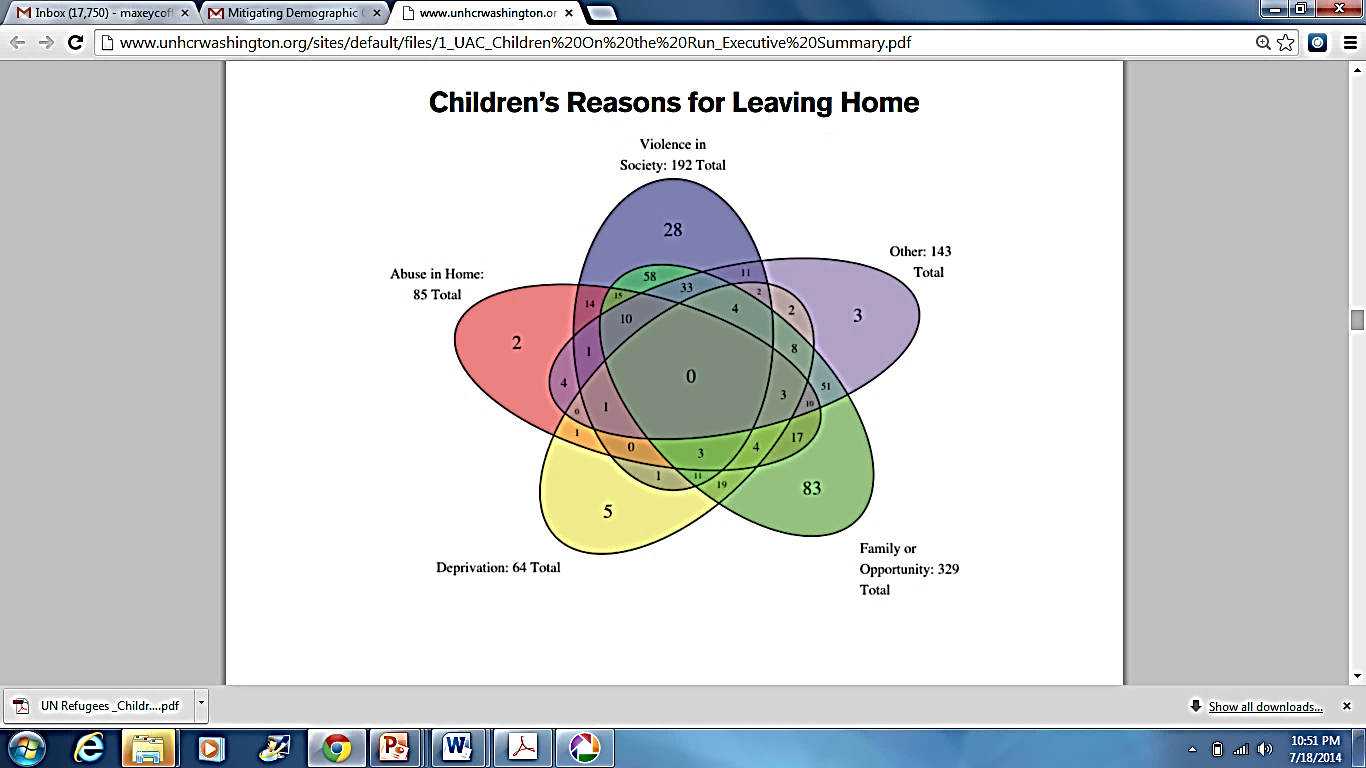 Inbox (17,750) - maxeycoff
Mitigating Demographic
www.unhcrwashington.or
www.unhcrwashington.org/sites/default/files/1_UAC_Children%20On%20the%20Run_Executive%20Summary.pdf
Children's Reasons for Leaving Home
Violence in
Society: 192 Total
28
Other: 143
Total
Abuse in Home:
85 Total
58
11
33
2
14
15
10
4
2
3
2
1
8
0
4
3
51
0
1
10
1
0
3
4
17
1
11
19
83
5
Deprivation: 64 Total
Family or
Opportunity: 329
Total
UN Refugees _Childr....pdf
Show all downloads...
10:51 PM
7/18/2014